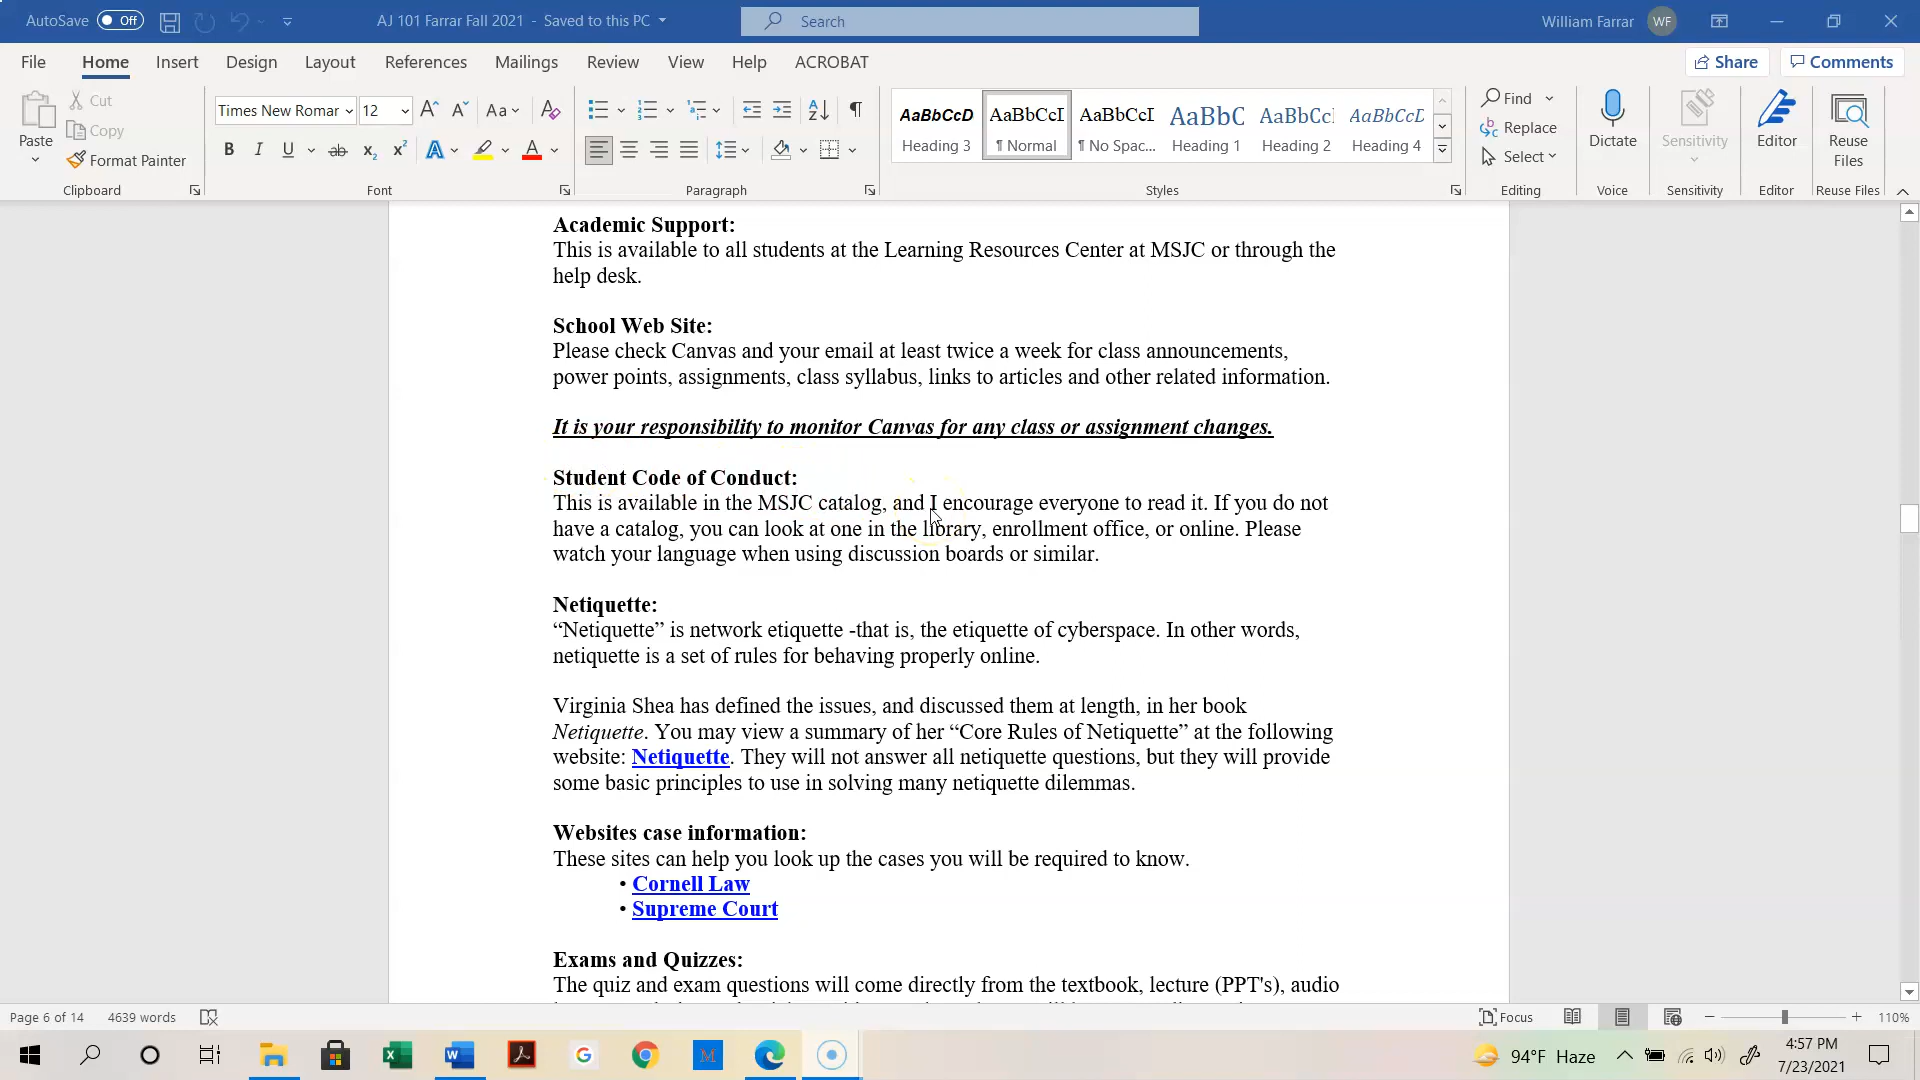 AutoSave Off AJ 101 Farrar Fall 2021 - Saved to this PC Search William Farrar WF
File Home Insert Design Layout References Mailings Review View Help ACROBAT Share Comments
Paste Cut Copy Format Painter Clipboard
Times New Roman 12 Font
Paragraph
AaBbCcD AaBbCcI AaBbCcI AaBbC AaBbCcI AaBbCcD
Heading 3 ¶ Normal ¶ No Spac... Heading 1 Heading 2 Heading 4
Styles
Find Replace Select Editing
Dictate Voice
Sensitivity Sensitivity
Editor Editor
Reuse Files Reuse Files
Academic Support:
This is available to all students at the Learning Resources Center at MSJC or through the
help desk.
School Web Site:
Please check Canvas and your email at least twice a week for class announcements,
power points, assignments, class syllabus, links to articles and other related information.
It is your responsibility to monitor Canvas for any class or assignment changes.
Student Code of Conduct:
This is available in the MSJC catalog, and I encourage everyone to read it. If you do not
have a catalog, you can look at one in the library, enrollment office, or online. Please
watch your language when using discussion boards or similar.
Netiquette:
“Netiquette” is network etiquette -that is, the etiquette of cyberspace. In other words,
netiquette is a set of rules for behaving properly online.
Virginia Shea has defined the issues, and discussed them at length, in her book
Netiquette. You may view a summary of her “Core Rules of Netiquette” at the following
website: Netiquette. They will not answer all netiquette questions, but they will provide
some basic principles to use in solving many netiquette dilemmas.
Websites case information:
These sites can help you look up the cases you will be required to know.
• Cornell Law
• Supreme Court
Exams and Quizzes:
The quiz and exam questions will come directly from the textbook, lecture (PPT's), audio
Page 6 of 14 4639 words Focus 110%
94°F Haze 4:57 PM
7/23/2021